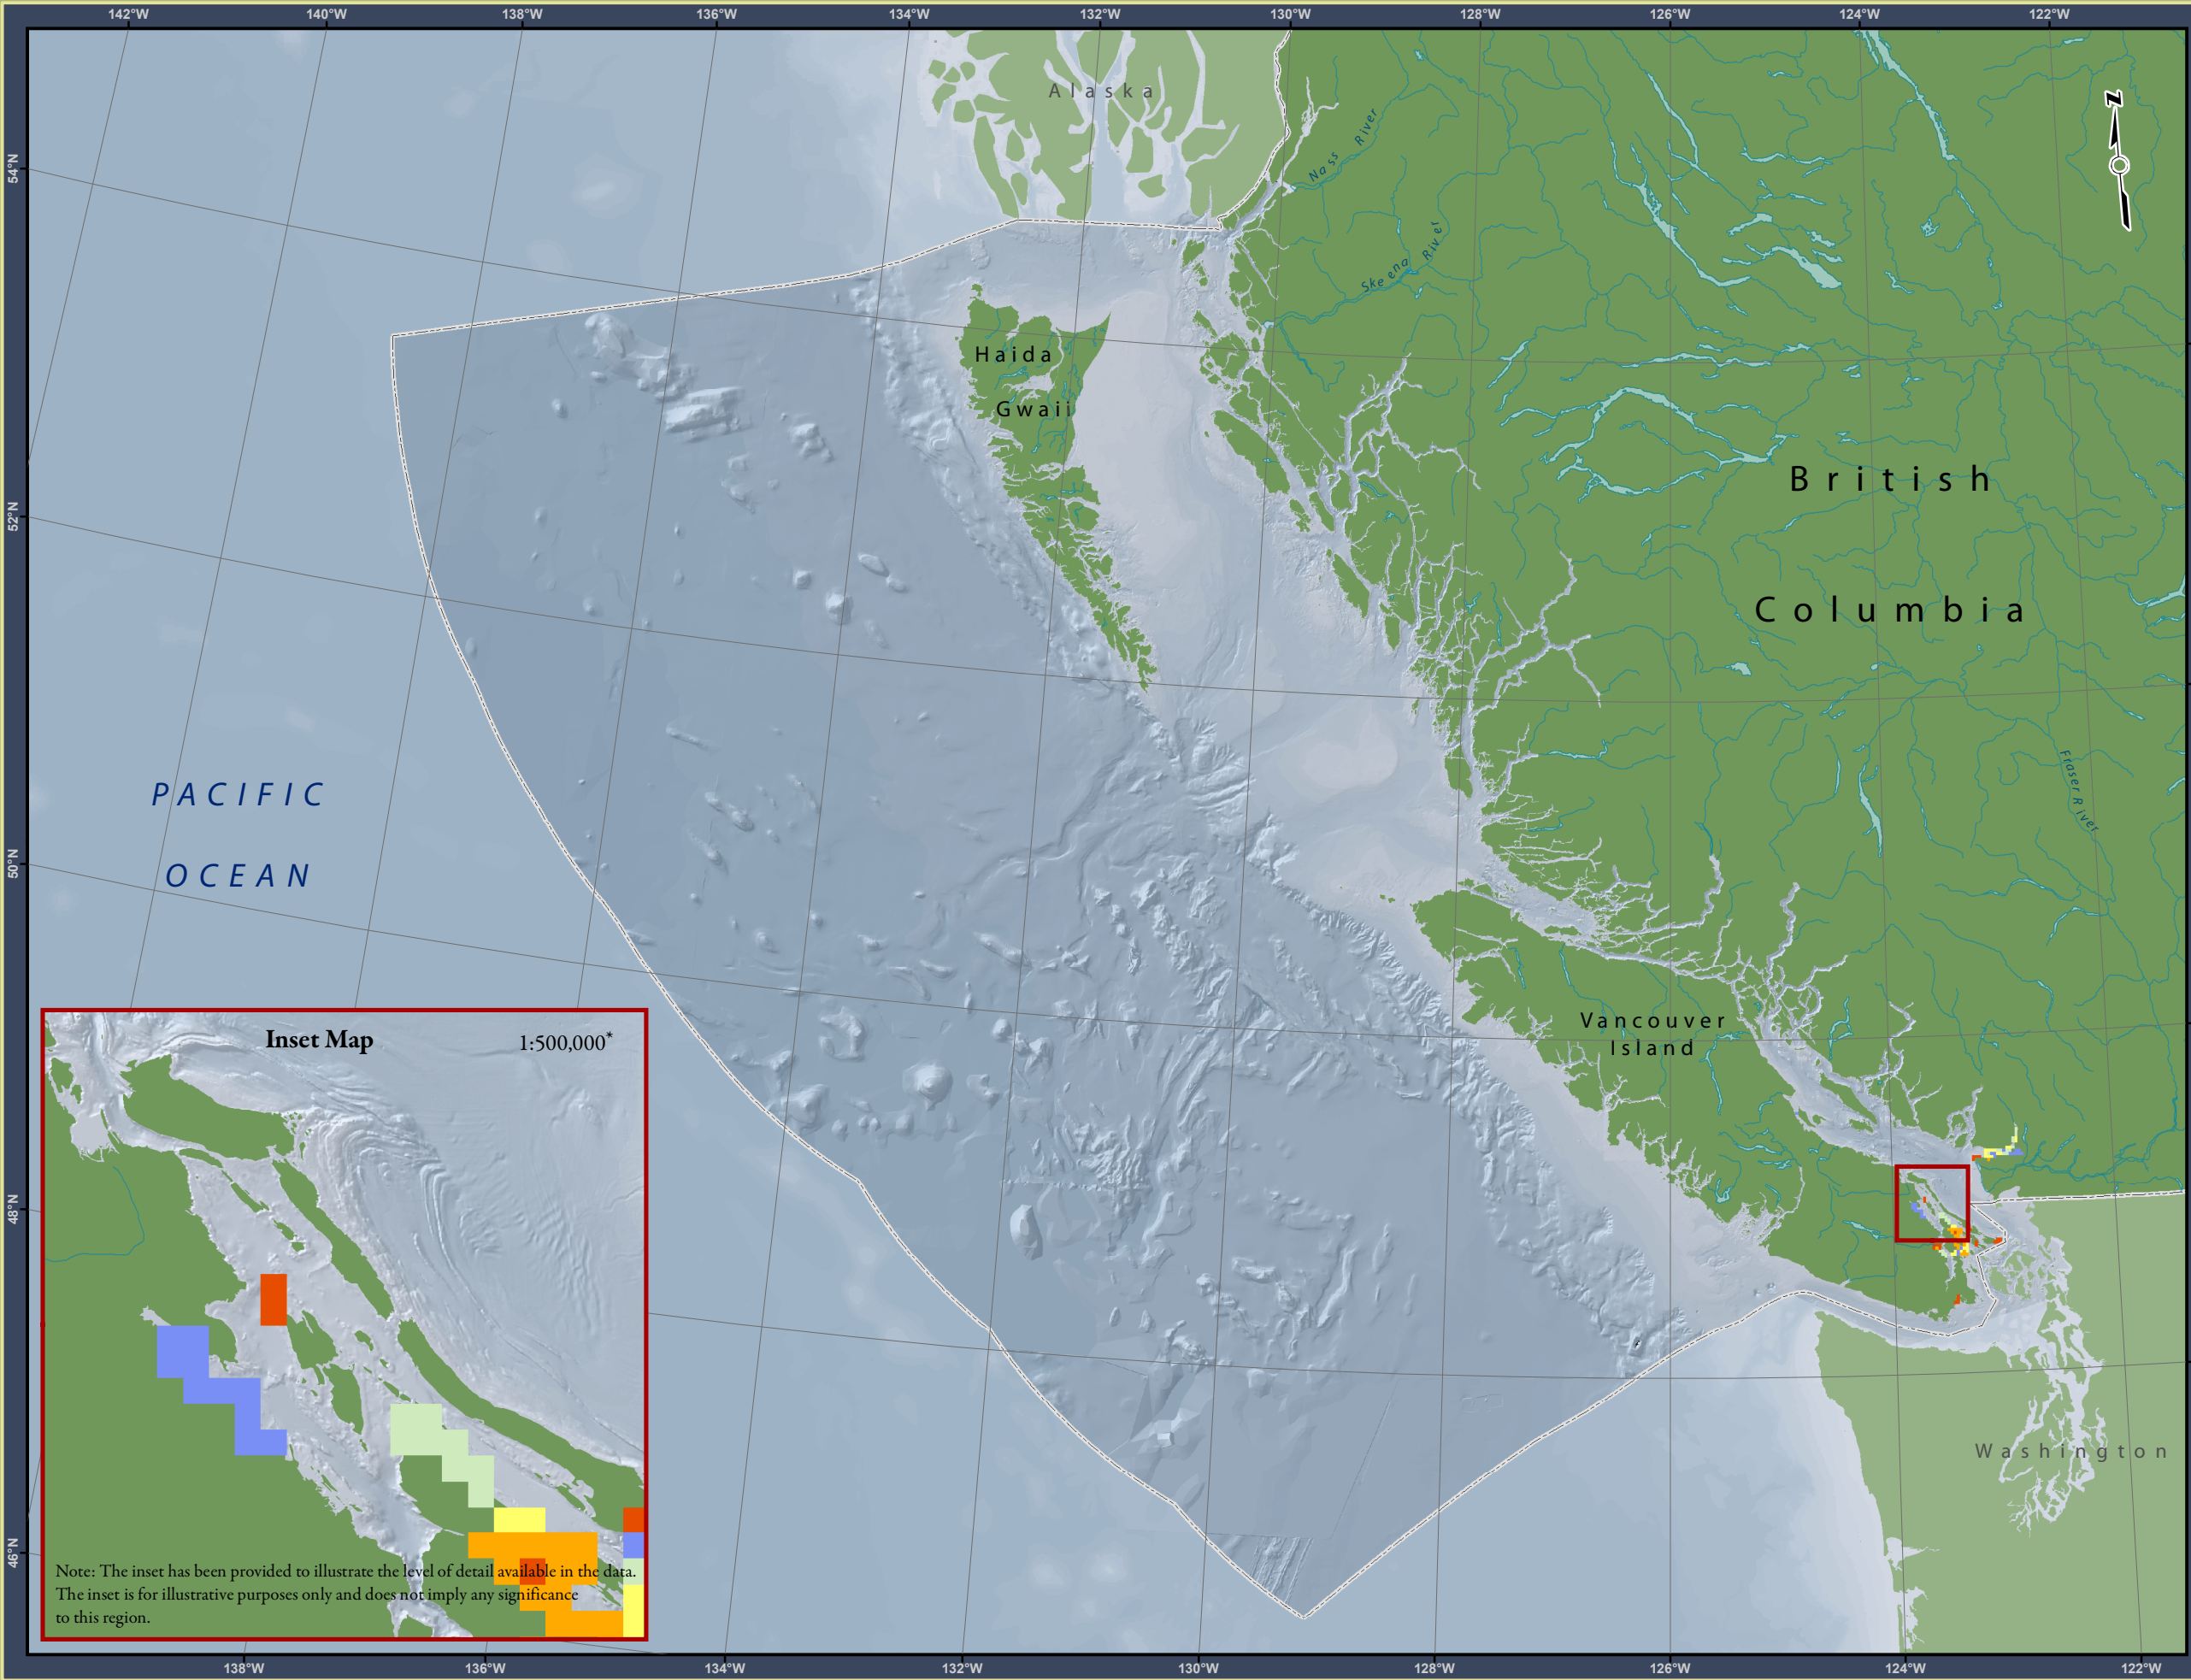 142°W 140°W 138°W 136°W 134°W 132°W 130°W 128°W 126°W 124°W 122°W
Alaska
54°N
Nass River
Skeena River
Haida
Gwaii
British
52°N
Columbia
PACIFIC
OCEAN
50°N
Fraser River
Vancouver
Island
Inset Map 1:500,000*
48°N
Washington
46°N
Note: The inset has been provided to illustrate the level of detail available in the data.
The inset is for illustrative purposes only and does not imply any significance
to this region.
138°W 136°W 134°W 132°W 130°W 128°W 126°W 124°W 122°W
N